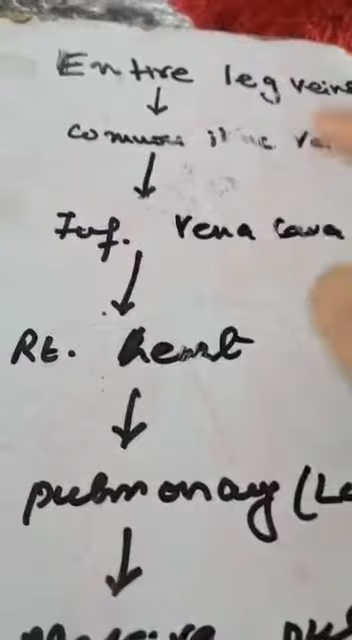 Entire leg veins
common iliac
Inf. vena cava
Rt. heart
pulmonary (L